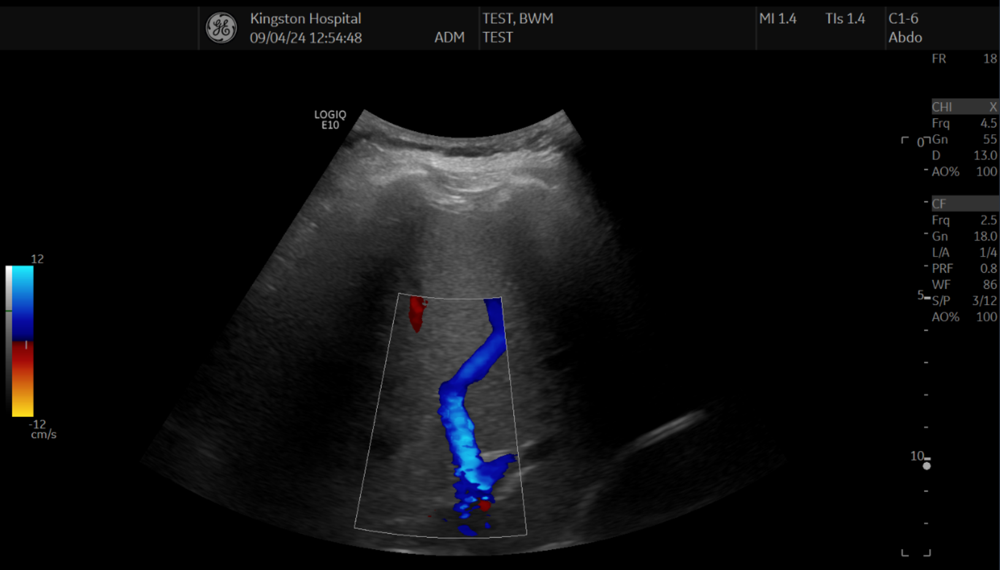 Kingston Hospital
09/04/24 12:54:48 ADM
TEST, BWM
TEST
MI 1.4 TIs 1.4
C1-6
Abdo
LOGIQ
E10
FR 18
CHI X
Frq 4.5
Gn 55
D 13.0
AO% 100
CF
Frq 2.5
Gn 18.0
L/A 1/4
PRF 0.8
WF 86
S/P 3/12
AO% 100
0
5
10
12
-12
cm/s